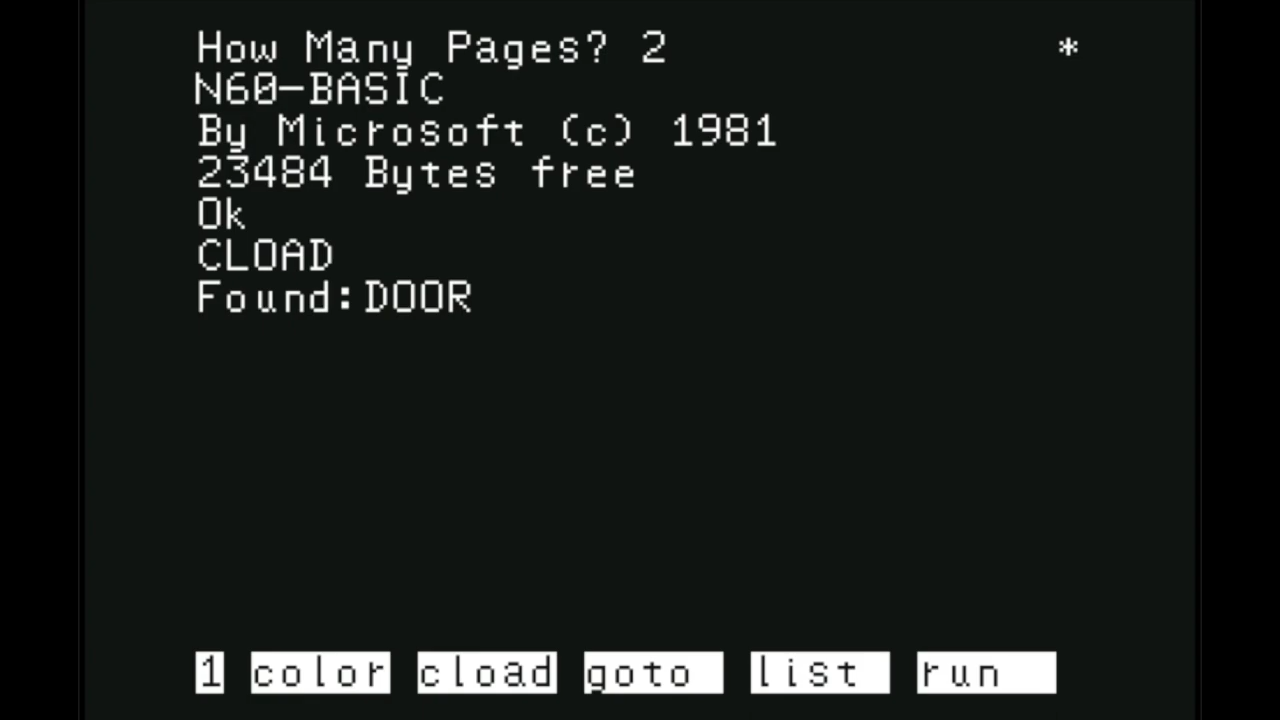 How Many Pages? 2 *
N60-BASIC
By Microsoft (c) 1981
23484 Bytes free
Ok
CLOAD
Found:DOOR
1 color cload goto list run